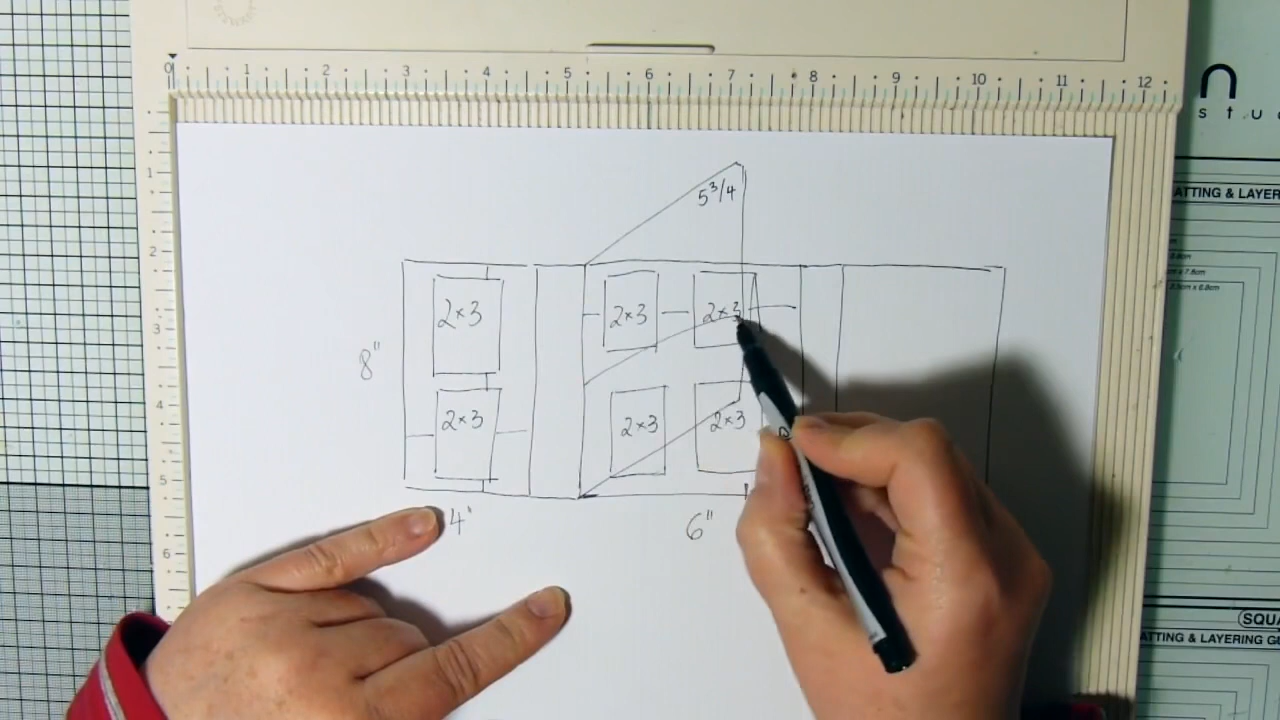 0 1 2 3 4 5 6 7 8 9 10 11 12
n
stu
1
2
3
4
5
6
5 3/4
2×3
2×3
2×3
2×3
2×3
2×3
8"
4"
6"
ATTING & LAYER
SQUA
ATTING & LAYERING G